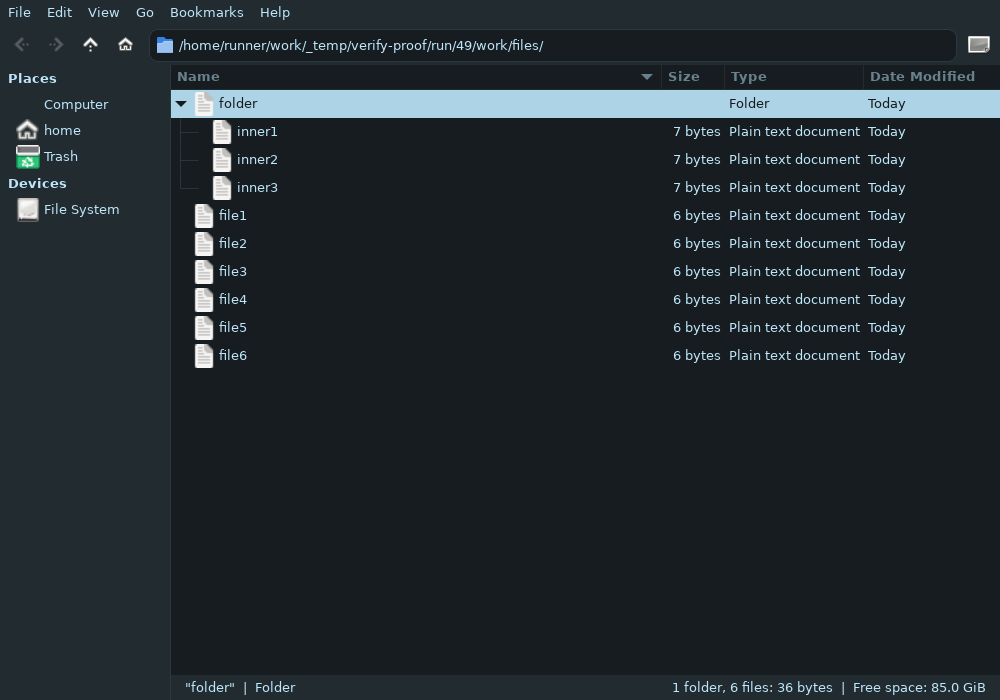 File Edit View Go Bookmarks Help
/home/runner/work/_temp/verify-proof/run/49/work/files/
Places
Computer
home
Trash
Devices
File System
Name Size Type Date Modified
folder Folder Today
inner1 7 bytes Plain text document Today
inner2 7 bytes Plain text document Today
inner3 7 bytes Plain text document Today
file1 6 bytes Plain text document Today
file2 6 bytes Plain text document Today
file3 6 bytes Plain text document Today
file4 6 bytes Plain text document Today
file5 6 bytes Plain text document Today
file6 6 bytes Plain text document Today
"folder" | Folder 1 folder, 6 files: 36 bytes | Free space: 85.0 GiB